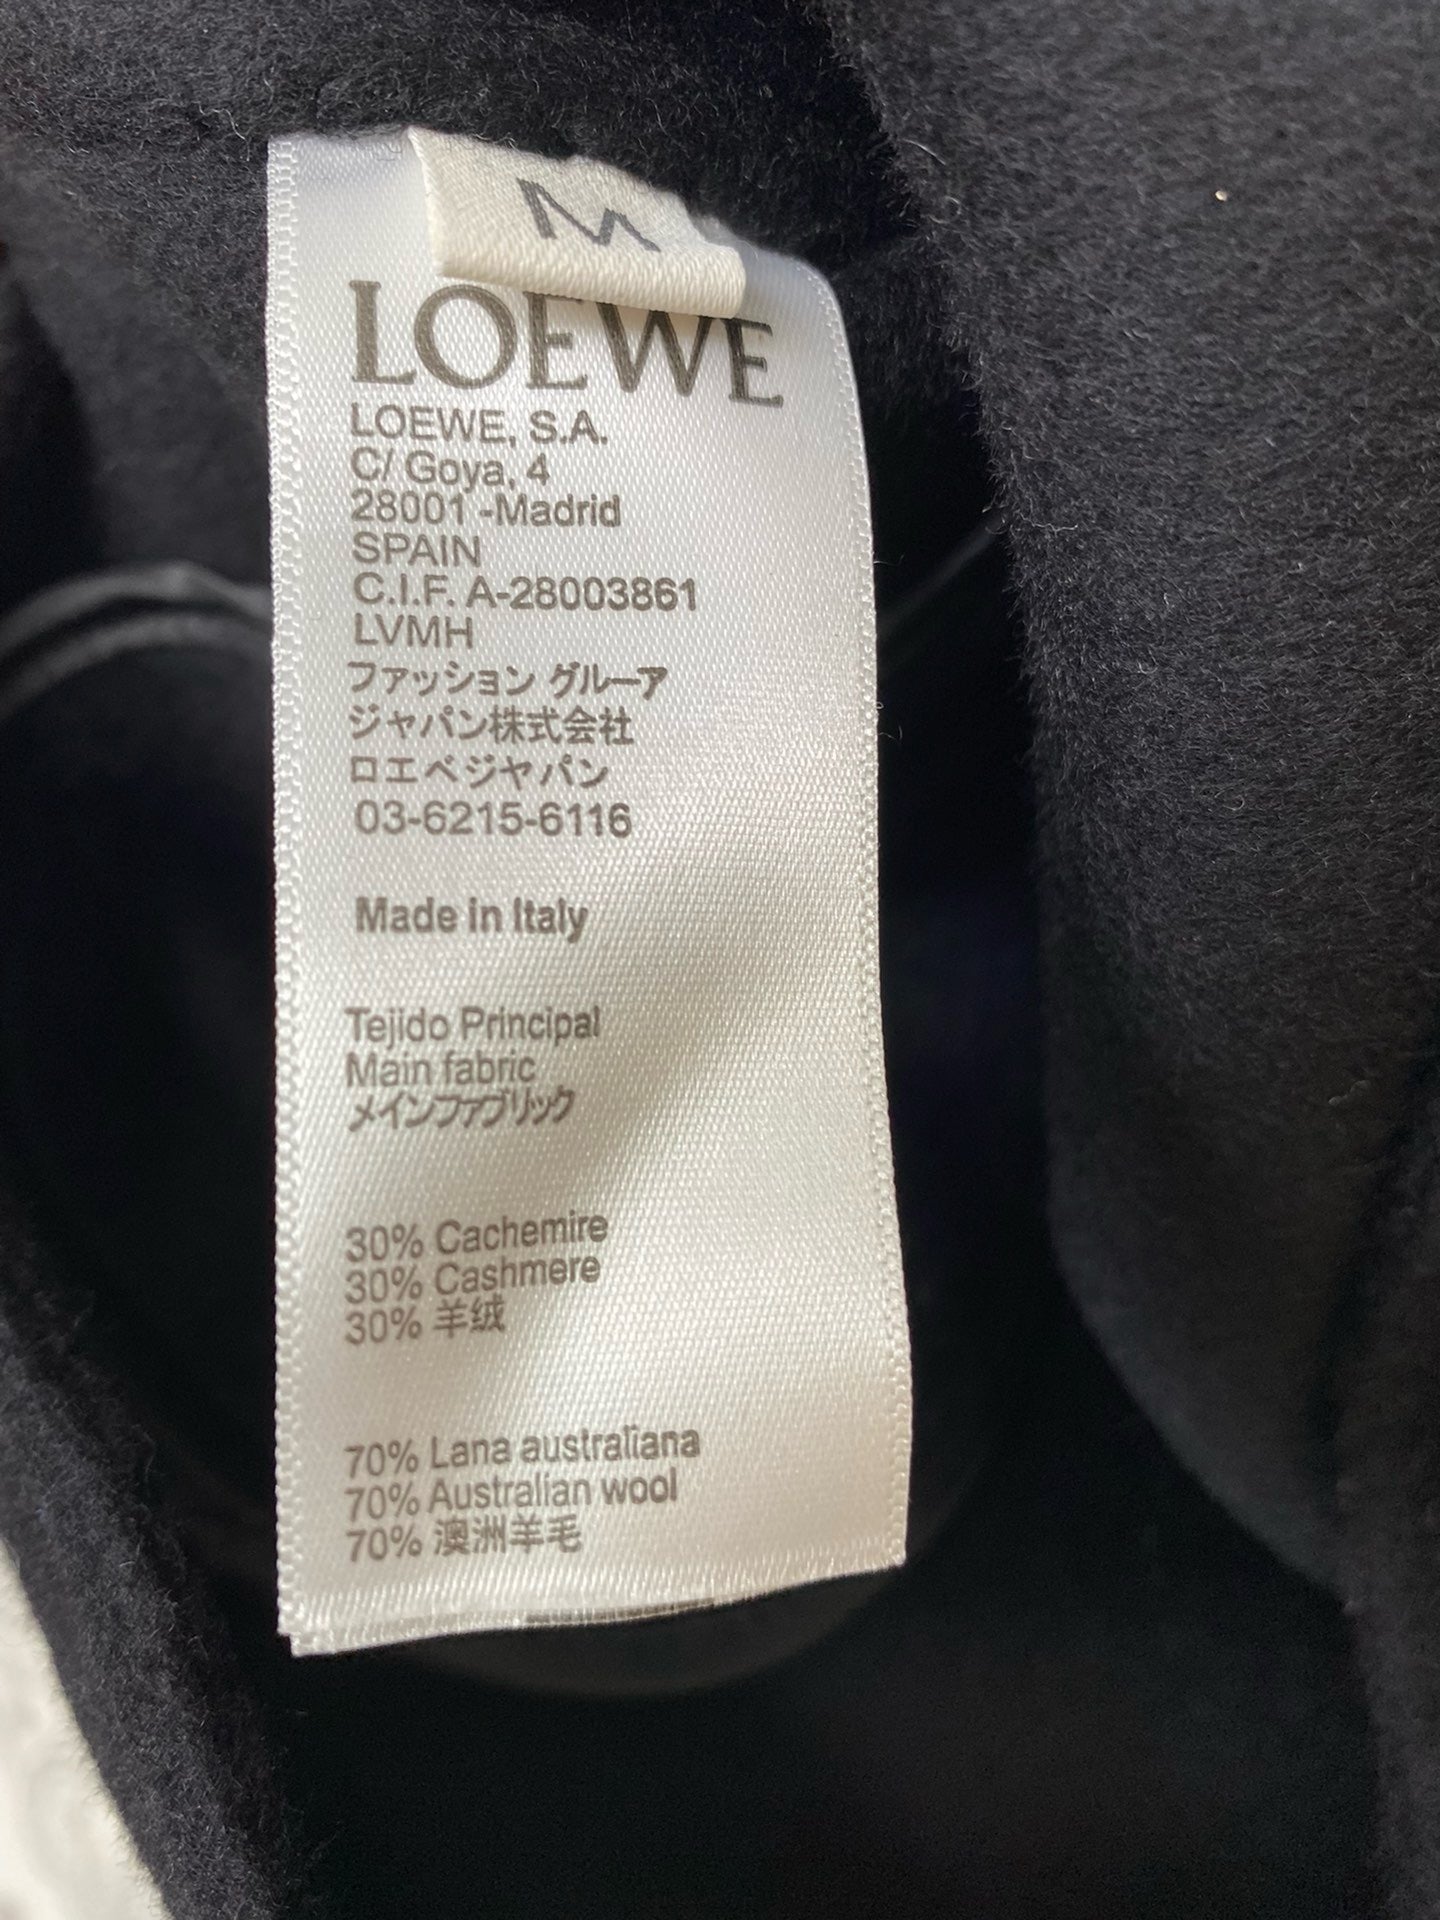 M
LOEWE
LOEWE, S.A.
C/ Goya, 4
28001 -Madrid
SPAIN
C.I.F. A-28003861
LVMH
ファッション グルーア
ジャパン株式会社
ロエベジャパン
03-6215-6116
Made in Italy
Tejido Principal
Main fabric
メインファブリック
30% Cachemire
30% Cashmere
30% 羊绒
70% Lana australiana
70% Australian wool
70% 澳洲羊毛